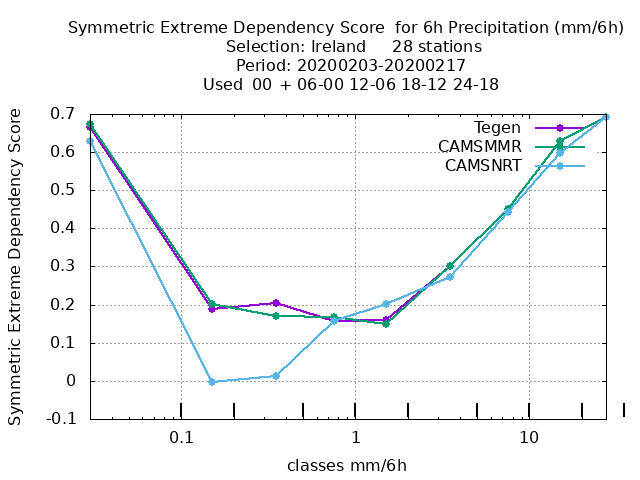 Symmetric Extreme Dependency Score  for 6h Precipitation (mm/6h)
Selection: Ireland     28 stations
Period: 20200203-20200217
Used  00  + 06-00 12-06 18-12 24-18
Symmetric Extreme Dependency Score
0.7
0.6
0.5
0.4
0.3
0.2
0.1
0
-0.1
Tegen
CAMSMMR
CAMSNRT
0.1
1
10
classes mm/6h